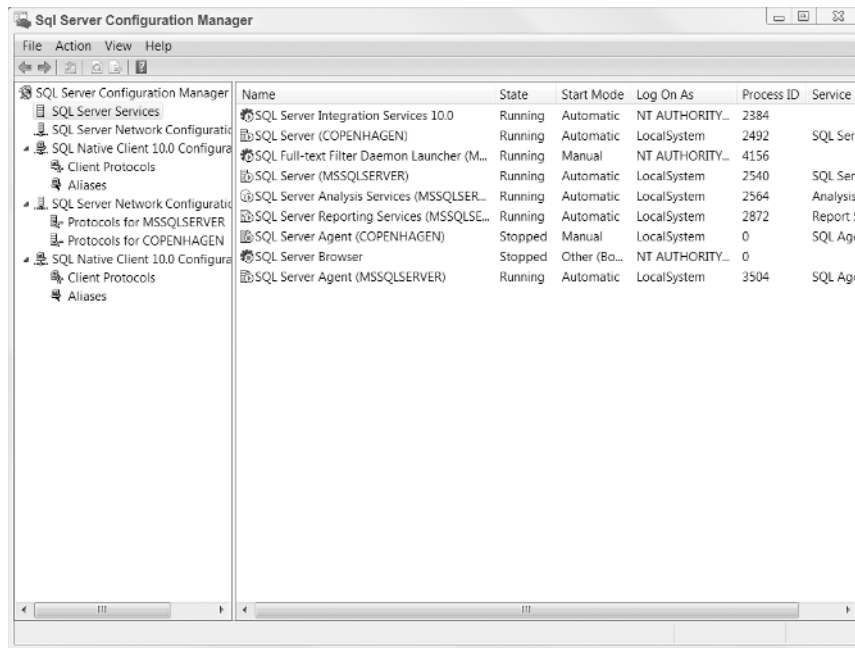 Sql Server Configuration Manager
File Action View Help
SQL Server Configuration Manager
SQL Server Services
SQL Server Network Configuratic
SQL Native Client 10.0 Configura
Client Protocols
Aliases
SQL Server Network Configuratic
Protocols for MSSQLSERVER
Protocols for COPENHAGEN
SQL Native Client 10.0 Configura
Client Protocols
Aliases
Name State Start Mode Log On As Process ID Service
SQL Server Integration Services 10.0 Running Automatic NT AUTHORITY... 2384
SQL Server (COPENHAGEN) Running Automatic LocalSystem 2492 SQL Ser
SQL Full-text Filter Daemon Launcher (M... Running Manual NT AUTHORITY... 4156
SQL Server (MSSQLSERVER) Running Automatic LocalSystem 2540 SQL Ser
SQL Server Analysis Services (MSSQLSER... Running Automatic LocalSystem 2564 Analysis
SQL Server Reporting Services (MSSQLSE... Running Automatic LocalSystem 2872 Report
SQL Server Agent (COPENHAGEN) Stopped Manual LocalSystem 0 SQL Age
SQL Server Browser Stopped Other (Bo... NT AUTHORITY... 0
SQL Server Agent (MSSQLSERVER) Running Automatic LocalSystem 3504 SQL Age